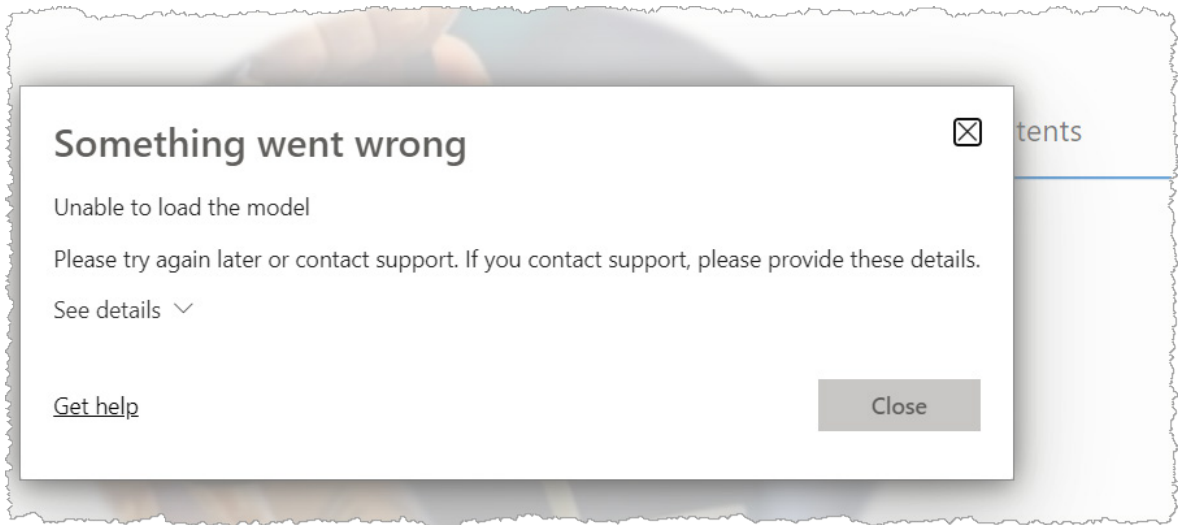 Something went wrong
tents
Unable to load the model
Please try again later or contact support. If you contact support, please provide these details.
See details
Get help
Close